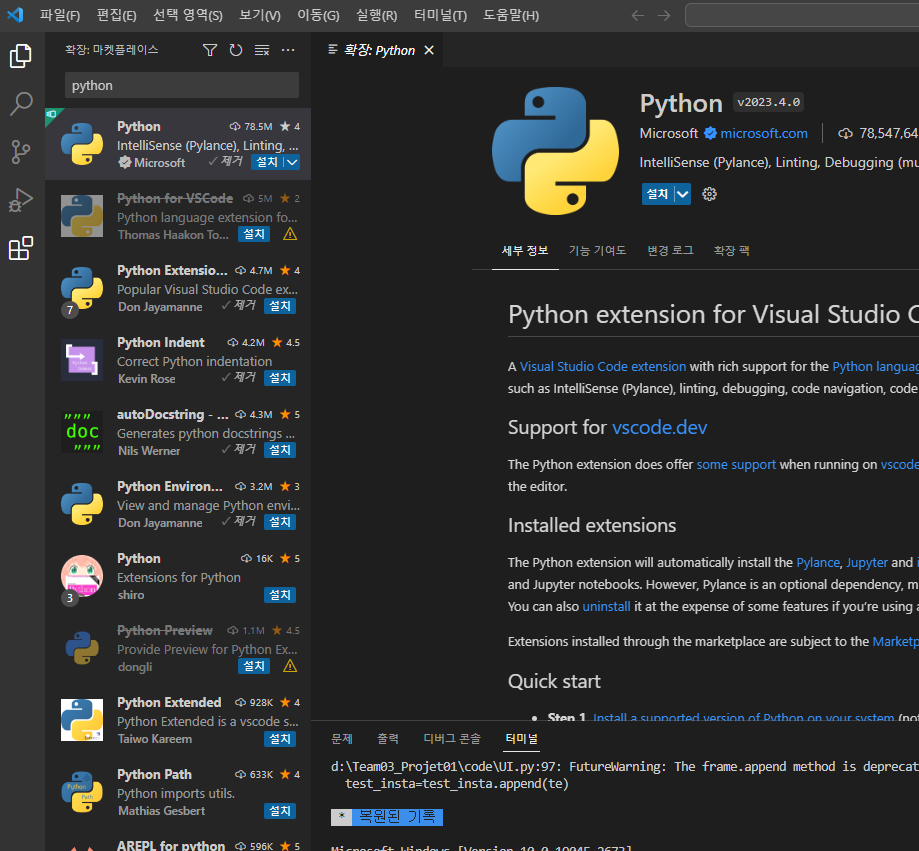 파일(F) 편집(E) 선택 영역(S) 보기(V) 이동(G) 실행(R) 터미널(T) 도움말(H)
확장: 마켓플레이스
python
Python 78.5M ★ 4
IntelliSense (Pylance), Linting, ...
Microsoft ✓제거 설치
Python for VSCode 5M ★ 2
Python language extension fo...
Thomas Haakon To... 설치
Python Extensio... 4.7M ★ 4
Popular Visual Studio Code ex...
7 Don Jayamanne ✓제거 설치
Python Indent 4.2M ★ 4.5
Correct Python indentation
Kevin Rose ✓제거 설치
autoDocstring - ... 4.3M ★ 5
""" doc """
Generates python docstrings ...
Nils Werner ✓제거 설치
Python Environ... 3.2M ★ 3
View and manage Python envi...
Don Jayamanne ✓제거 설치
Python 16K ★ 5
Extensions for Python
3 shiro 설치
Python Preview 1.1M ★ 4.5
Provide Preview for Python Ex...
dongli 설치
Python Extended 928K ★ 4
Python Extended is a vscode s...
Taiwo Kareem 설치
Python Path 633K ★ 4
Python imports utils.
Mathias Gesbert 설치
AREPL for python 596K ★ 5
확장: Python
Python v2023.4.0
Microsoft microsoft.com 78,547,64
IntelliSense (Pylance), Linting, Debugging (mu
설치
세부 정보 기능 기여도 변경 로그 확장 팩
Python extension for Visual Studio C
A Visual Studio Code extension with rich support for the Python languag
such as IntelliSense (Pylance), linting, debugging, code navigation, code
Support for vscode.dev
The Python extension does offer some support when running on vscode
the editor.
Installed extensions
The Python extension will automatically install the Pylance, Jupyter and i
and Jupyter notebooks. However, Pylance is an optional dependency, m
You can also uninstall it at the expense of some features if you're using a
Extensions installed through the marketplace are subject to the Marketp
Quick start
• Step 1. Install a supported version of Python on your system (not
문제 출력 디버그 콘솔 터미널
d:\Team03_Projet01\code\UI.py:97: FutureWarning: The frame.append method is deprecat
test_insta=test_insta.append(te)
* 복원된 기록
Microsoft Windows [Version 10.0.19045.2673]